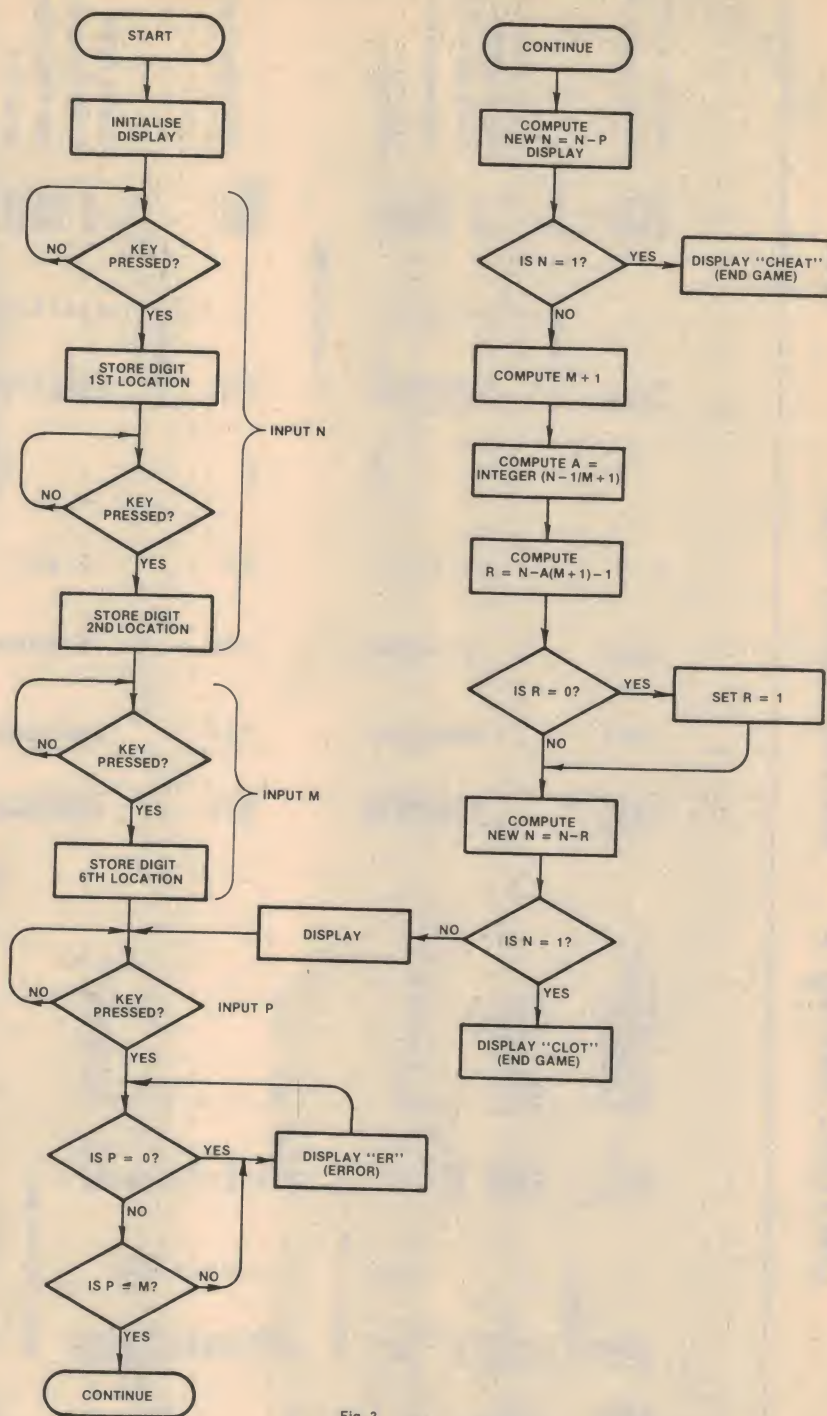 START
INITIALISE
DISPLAY
KEY
PRESSED?
NO
YES
STORE DIGIT
1ST LOCATION
INPUT N
KEY
PRESSED?
NO
YES
STORE DIGIT
2ND LOCATION
KEY
PRESSED?
NO
YES
INPUT M
STORE DIGIT
6TH LOCATION
KEY
PRESSED?
NO
INPUT P
YES
IS P = 0?
YES
DISPLAY "ER"
(ERROR)
NO
IS P ≤ M?
NO
YES
CONTINUE
CONTINUE
COMPUTE
NEW N = N-P
DISPLAY
IS N = 1?
YES
DISPLAY "CHEAT"
(END GAME)
NO
COMPUTE M + 1
COMPUTE A =
INTEGER (N-1/M+1)
COMPUTE
R = N-A(M+1)-1
IS R = 0?
YES
SET R = 1
NO
COMPUTE
NEW N = N-R
IS N = 1?
NO
DISPLAY
YES
DISPLAY "CLOT"
(END GAME)